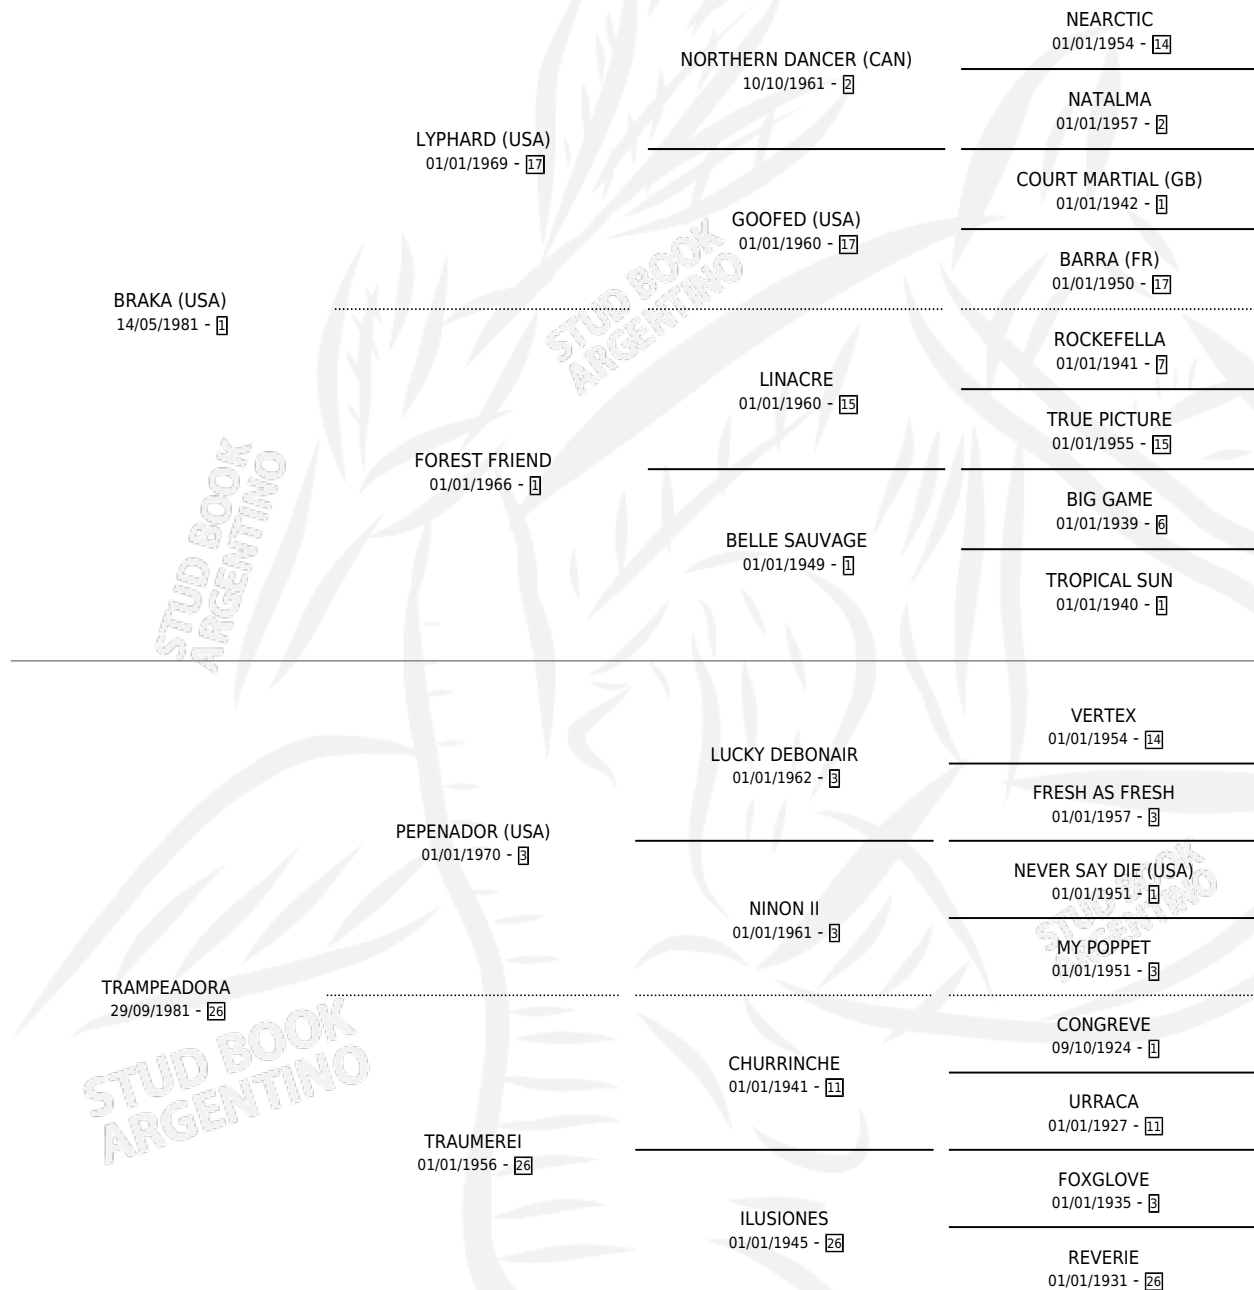 NEARCTIC
01/01/1954 - 14
NORTHERN DANCER (CAN)
10/10/1961 - 2
NATALMA
01/01/1957 - 2
LYPHARD (USA)
01/01/1969 - 17
COURT MARTIAL (GB)
01/01/1942 - 1
GOOFED (USA)
01/01/1960 - 17
BARRA (FR)
01/01/1950 - 17
BRAKA (USA)
14/05/1981 - 1
ROCKEFELLA
01/01/1941 - 7
LINACRE
01/01/1960 - 15
TRUE PICTURE
01/01/1955 - 15
FOREST FRIEND
01/01/1966 - 1
BIG GAME
01/01/1939 - 6
BELLE SAUVAGE
01/01/1949 - 1
TROPICAL SUN
01/01/1940 - 1
VERTEX
01/01/1954 - 14
LUCKY DEBONAIR
01/01/1962 - 3
FRESH AS FRESH
01/01/1957 - 3
PEPENADOR (USA)
01/01/1970 - 3
NEVER SAY DIE (USA)
01/01/1951 - 1
NINON II
01/01/1961 - 3
MY POPPET
01/01/1951 - 3
TRAMPEADORA
29/09/1981 - 26
CONGREVE
09/10/1924 - 1
CHURRINCHE
01/01/1941 - 11
URRACA
01/01/1927 - 11
TRAUMEREI
01/01/1956 - 26
FOXGLOVE
01/01/1935 - 3
ILUSIONES
01/01/1945 - 26
REVERIE
01/01/1931 - 26
STUD BOOK
ARGENTINO
STUD BOOK
ARGENTINO
STUD BOOK
ARGENTINO
STUD BOOK
ARGENTINO